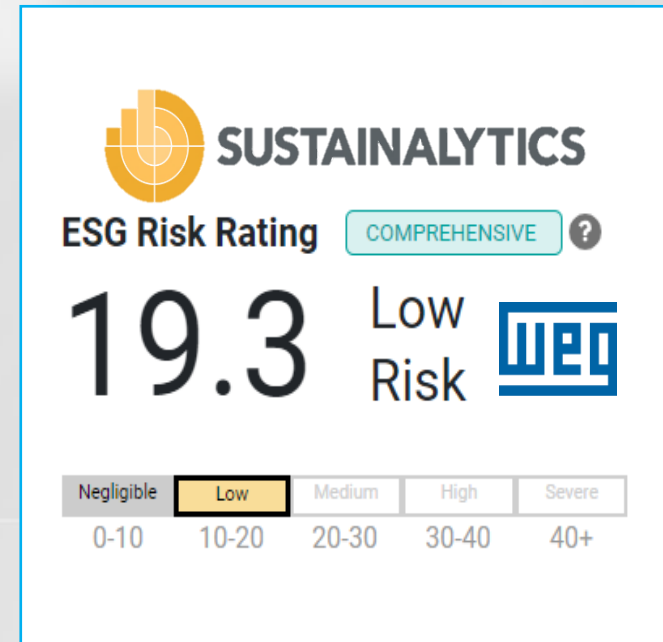 SUSTAINALYTICS
ESG Risk Rating COMPREHENSIVE ?
19.3 Low Risk weg
Negligible Low Medium High Severe
0-10 10-20 20-30 30-40 40+